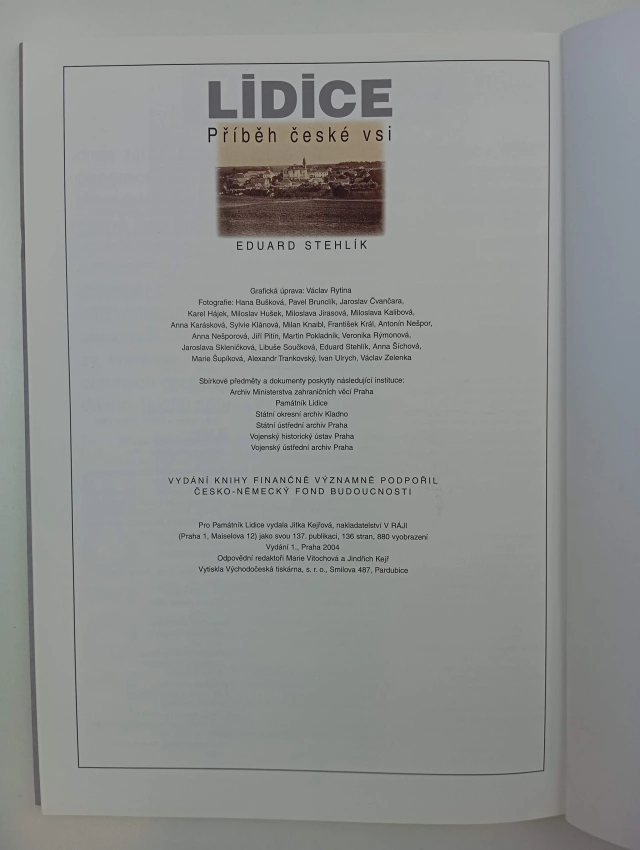 LIDICE
Příběh české vsi
EDUARD STEHLÍK
Grafická úprava: Václav Rytina
Fotografie: Hana Bušková, Pavel Brunclík, Jaroslav Čvančara,
Karel Hájek, Miloslav Hušek, Miloslava Jirasová, Miloslava Kalibová,
Anna Karásková, Sylvie Klánová, Milan Knaibl, František Král, Antonín Nešpor,
Anna Nešporová, Jiří Pitín, Martin Pokladník, Veronika Rýmonová,
Jaroslava Skleničková, Libuše Součková, Eduard Stehlík, Anna Šíchová,
Marie Šupíková, Alexandr Trankovský, Ivan Ulrych, Václav Zelenka
Sbírkové předměty a dokumenty poskytly následující instituce:
Archiv Ministerstva zahraničních věcí Praha
Památník Lidice
Státní okresní archiv Kladno
Státní ústřední archiv Praha
Vojenský historický ústav Praha
Vojenský ústřední archiv Praha
VYDÁNÍ KNIHY FINANČNĚ VÝZNAMNĚ PODPOŘIL
ČESKO-NĚMECKÝ FOND BUDOUCNOSTI
Pro Památník Lidice vydala Jitka Kejřová, nakladatelství V RÁJI
(Praha 1, Maiselova 12) jako svou 137. publikaci, 136 stran, 880 vyobrazení
Vydání 1., Praha 2004
Odpovědní redaktoři Marie Vitochová a Jindřich Kejř
Vytiskla Východočeská tiskárna, s. r. o., Smilova 487, Pardubice